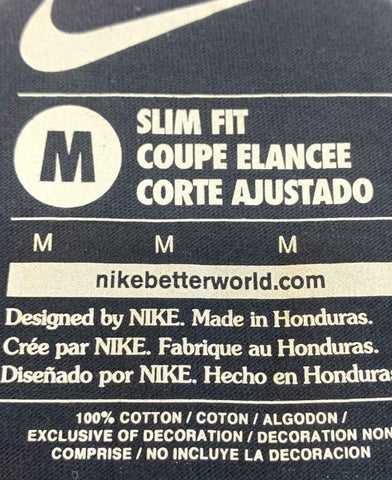 M
SLIM FIT
COUPE ELANCEE
CORTE AJUSTADO
M M M
nikebetterworld.com
Designed by NIKE. Made in Honduras.
Crée par NIKE. Fabrique au Honduras.
Diseñado por NIKE. Hecho en Honduras
100% COTTON / COTON / ALGODON /
EXCLUSIVE OF DECORATION / DECORATION NON
COMPRISE / NO INCLUYE LA DECORACION